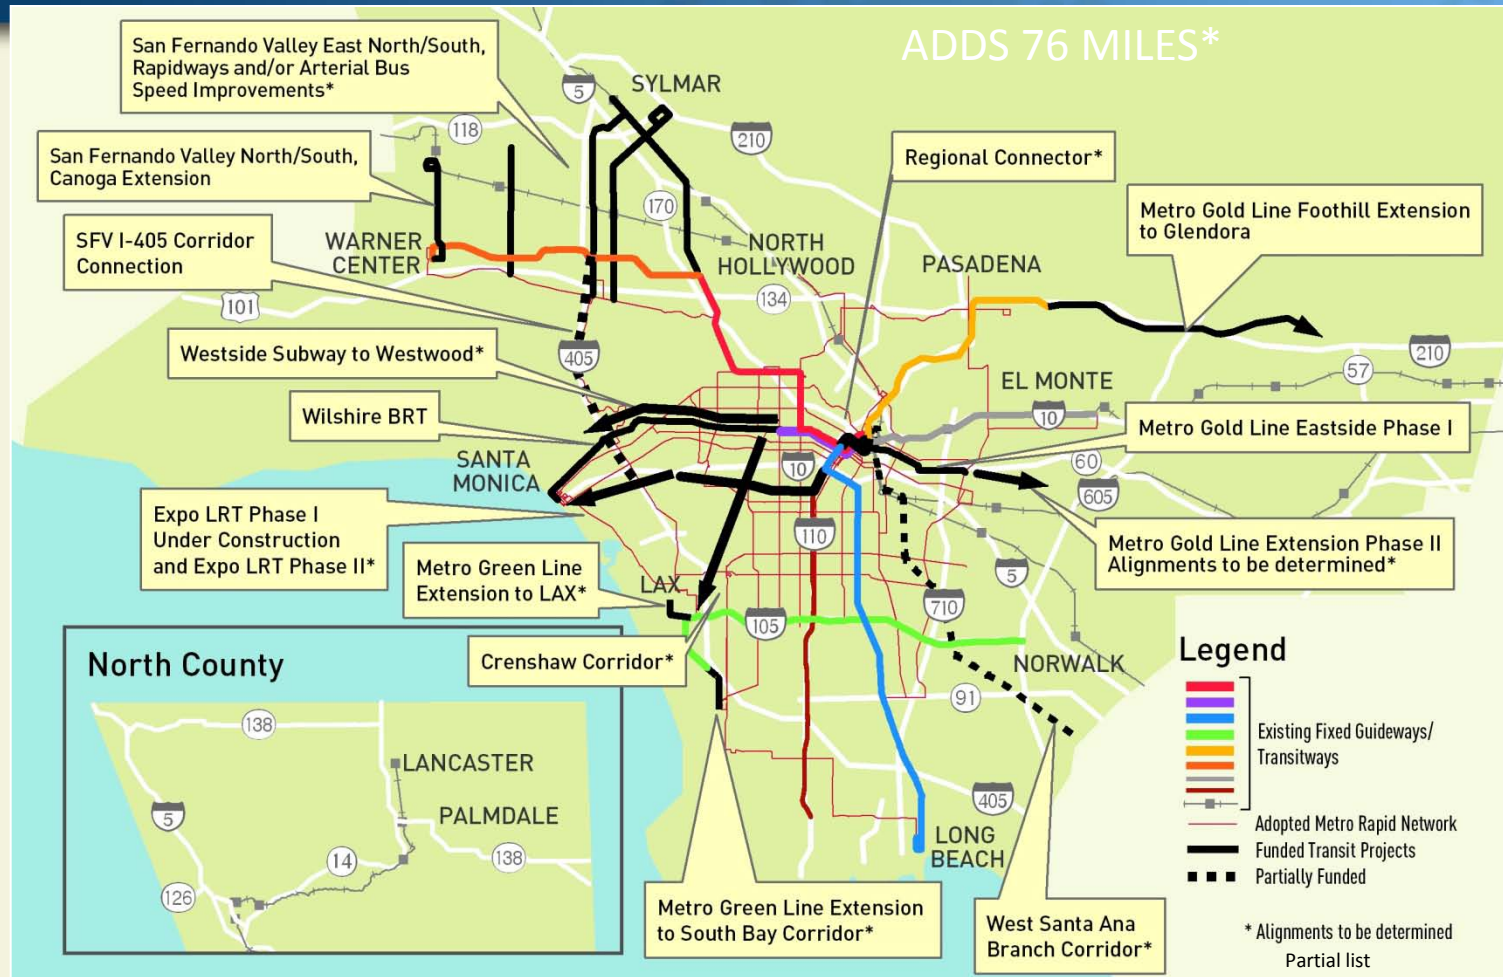 ADDS 76 MILES*
San Fernando Valley East North/South,
Rapidways and/or Arterial Bus
Speed Improvements*
5
SYLMAR
118
210
San Fernando Valley North/South,
Canoga Extension
Regional Connector*
170
Metro Gold Line Foothill Extension
to Glendora
SFV I-405 Corridor
Connection
WARNER
CENTER
NORTH
HOLLYWOOD
PASADENA
101
134
Westside Subway to Westwood*
405
210
57
EL MONTE
10
Wilshire BRT
Metro Gold Line Eastside Phase I
SANTA
MONICA
10
60
605
Expo LRT Phase I
Under Construction
and Expo LRT Phase II*
110
Metro Gold Line Extension Phase II
Alignments to be determined*
Metro Green Line
Extension to LAX*
LAX
5
710
105
Crenshaw Corridor*
NORWALK
91
405
LONG
BEACH
North County
138
LANCASTER
5
PALMDALE
14
138
126
Metro Green Line Extension
to South Bay Corridor*
West Santa Ana
Branch Corridor*
Legend
Existing Fixed Guideways/
Transitways
Adopted Metro Rapid Network
Funded Transit Projects
Partially Funded
* Alignments to be determined
Partial list